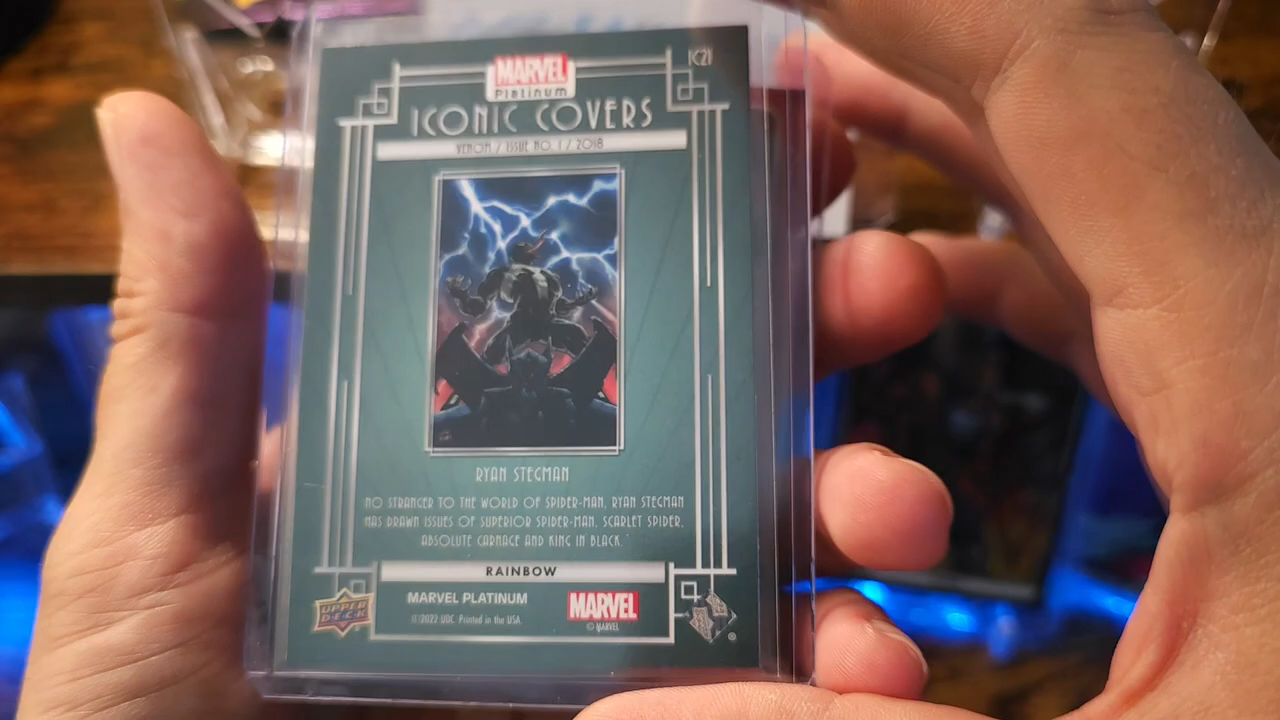 IC21
MARVEL
Platinum
ICONIC COVERS
VENOM / ISSUE NO. 1 / 2018
RYAN STEGMAN
NO STRANGER TO THE WORLD OF SPIDER-MAN, RYAN STEGMAN
HAS DRAWN ISSUES OF SUPERIOR SPIDER-MAN, SCARLET SPIDER,
ABSOLUTE CARNAGE AND KING IN BLACK.
RAINBOW
UPPER
DECK
MARVEL PLATINUM
©2022 UDC. Printed in the USA.
MARVEL
© MARVEL
®